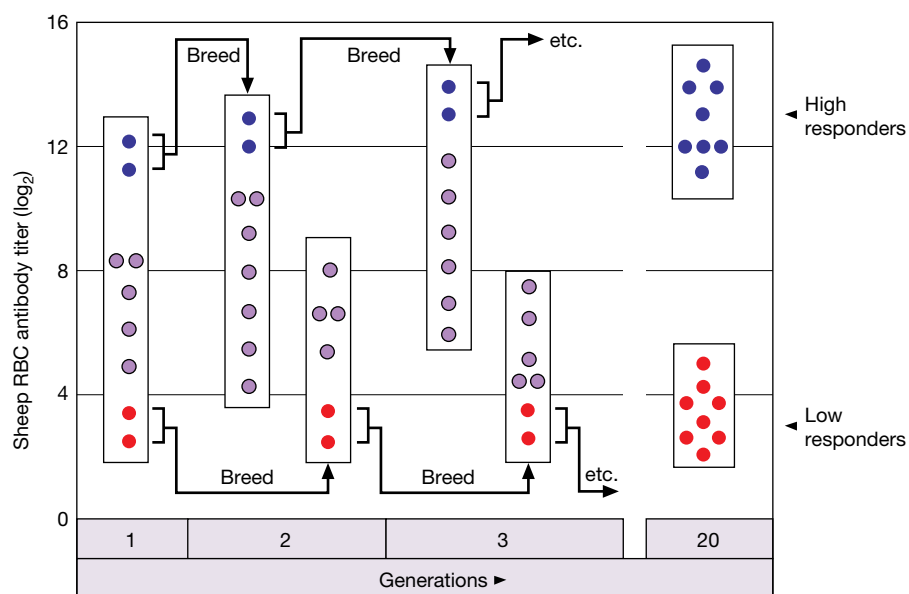 Sheep RBC antibody titer (log2)
16
12
8
4
0
Breed
Breed
etc.
Breed
Breed
etc.
◄ High
responders
◄ Low
responders
1
2
3
20
Generations ►